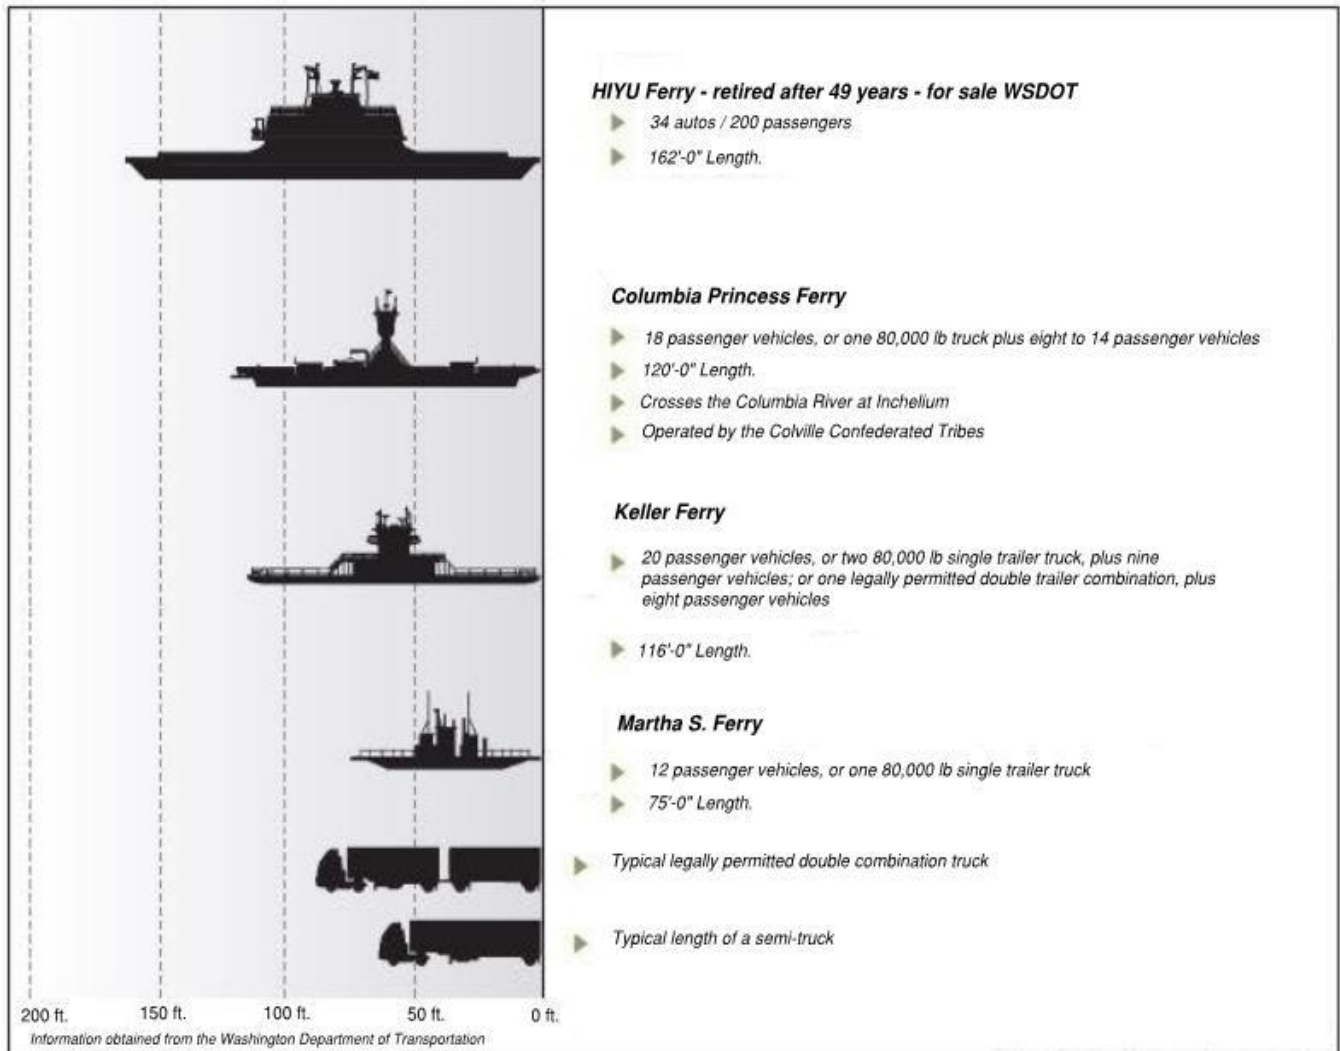 HIYU Ferry - retired after 49 years - for sale WSDOT
34 autos / 200 passengers
162'-0" Length.
Columbia Princess Ferry
18 passenger vehicles, or one 80,000 lb truck plus eight to 14 passenger vehicles
120'-0" Length.
Crosses the Columbia River at Inchelium
Operated by the Colville Confederated Tribes
Keller Ferry
20 passenger vehicles, or two 80,000 lb single trailer truck, plus nine
passenger vehicles; or one legally permitted double trailer combination, plus
eight passenger vehicles
116'-0" Length.
Martha S. Ferry
12 passenger vehicles, or one 80,000 lb single trailer truck
75'-0" Length.
Typical legally permitted double combination truck
Typical length of a semi-truck
200 ft. 150 ft. 100 ft. 50 ft. 0 ft.
Information obtained from the Washington Department of Transportation